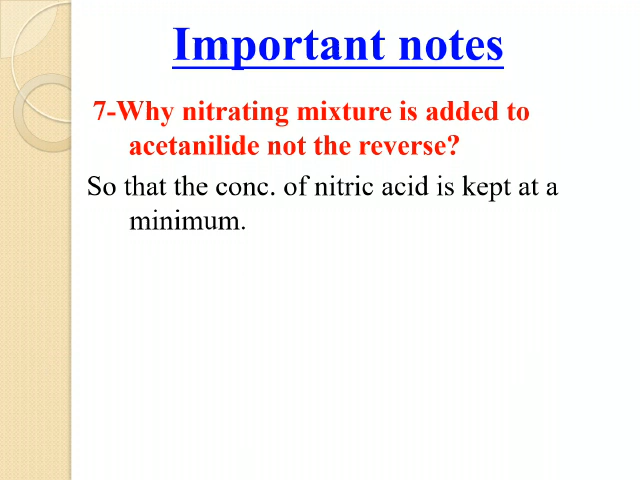 Important notes
7-Why nitrating mixture is added to
acetanilide not the reverse?
So that the conc. of nitric acid is kept at a
minimum.